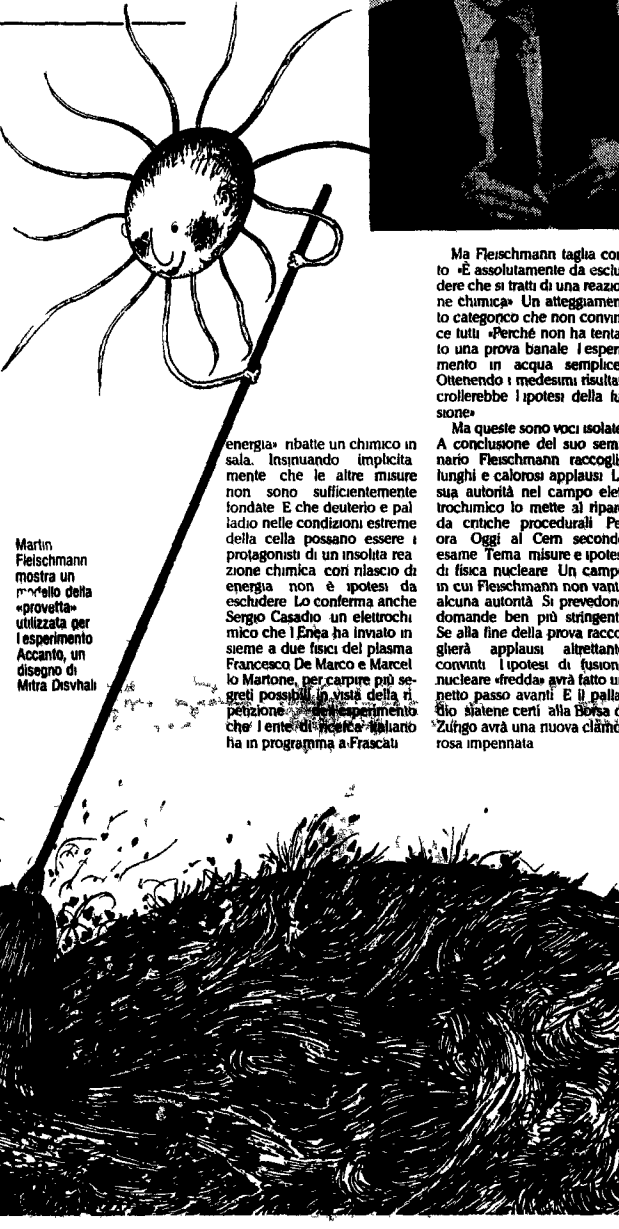 Martin
Fleischmann
mostra un
modello della
«provetta»
utilizzata per
l esperimento
Accanto, un
disegno di
Mitra Disvhali
energia» ribatte un chimico in
sala. Insinuando implicita
mente che le altre misure
non sono sufficientemente
fondate E che deuterio e pal
ladio nelle condizioni estreme
della cella possano essere i
protagonisti di un insolita rea
zione chimica con rilascio di
energia non è ipotesi da
escludere Lo conferma anche
Sergio Casadio un elettrochi
mico che l Enea ha inviato in
sieme a due fisici del plasma
Francesco De Marco e Marcel
lo Martone, per carpire più se-
greti possibili in vista della ri
petizione dell esperimento
che l ente di ricerca italiano
ha in programma a Frascati
Ma Fleischmann taglia cor
to «È assolutamente da esclu
dere che si tratti di una reazio
ne chimica» Un atteggiamen
to categorico che non convin
ce tutti «Perché non ha tenta
to una prova banale l esperi
mento in acqua semplice
Ottenendo i medesimi risultat
crollerebbe l ipotesi della fu
sione»
Ma queste sono voci isolate
A conclusione del suo semi
nario Fleischmann raccogli
lunghi e calorosi applausi L
sua autorità nel campo elet
trochimico lo mette al ripar
da critiche procedurali Pe
ora Oggi al Cern second
esame Tema misure e ipotes
di fisica nucleare Un camp
in cui Fleischmann non vant
alcuna autorità Si prevedon
domande ben più stringent
Se alla fine della prova racco
glierà applausi altrettant
convinti l ipotesi di fusion
nucleare «fredda» avrà fatto u
netto passo avanti E il palla
dio siatene certi alla Borsa d
Zurigo avrà una nuova clamo
rosa impennata